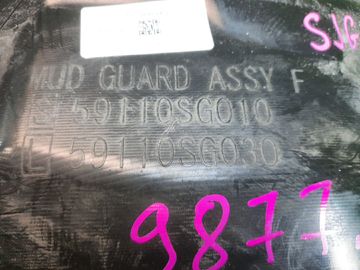 SJG
MUD GUARD ASSY F
59110SG010
59110SG030
9877